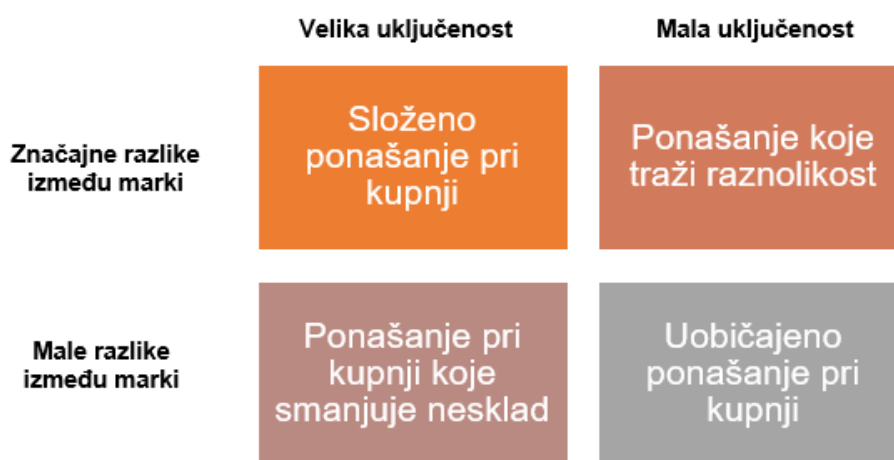 Velika uključenost
Mala uključenost
Značajne razlike
između marki
Složeno
ponašanje pri
kupnji
Ponašanje koje
traži raznolikost
Male razlike
između marki
Ponašanje pri
kupnji koje
smanjuje nesklad
Uobičajeno
ponašanje pri
kupnji